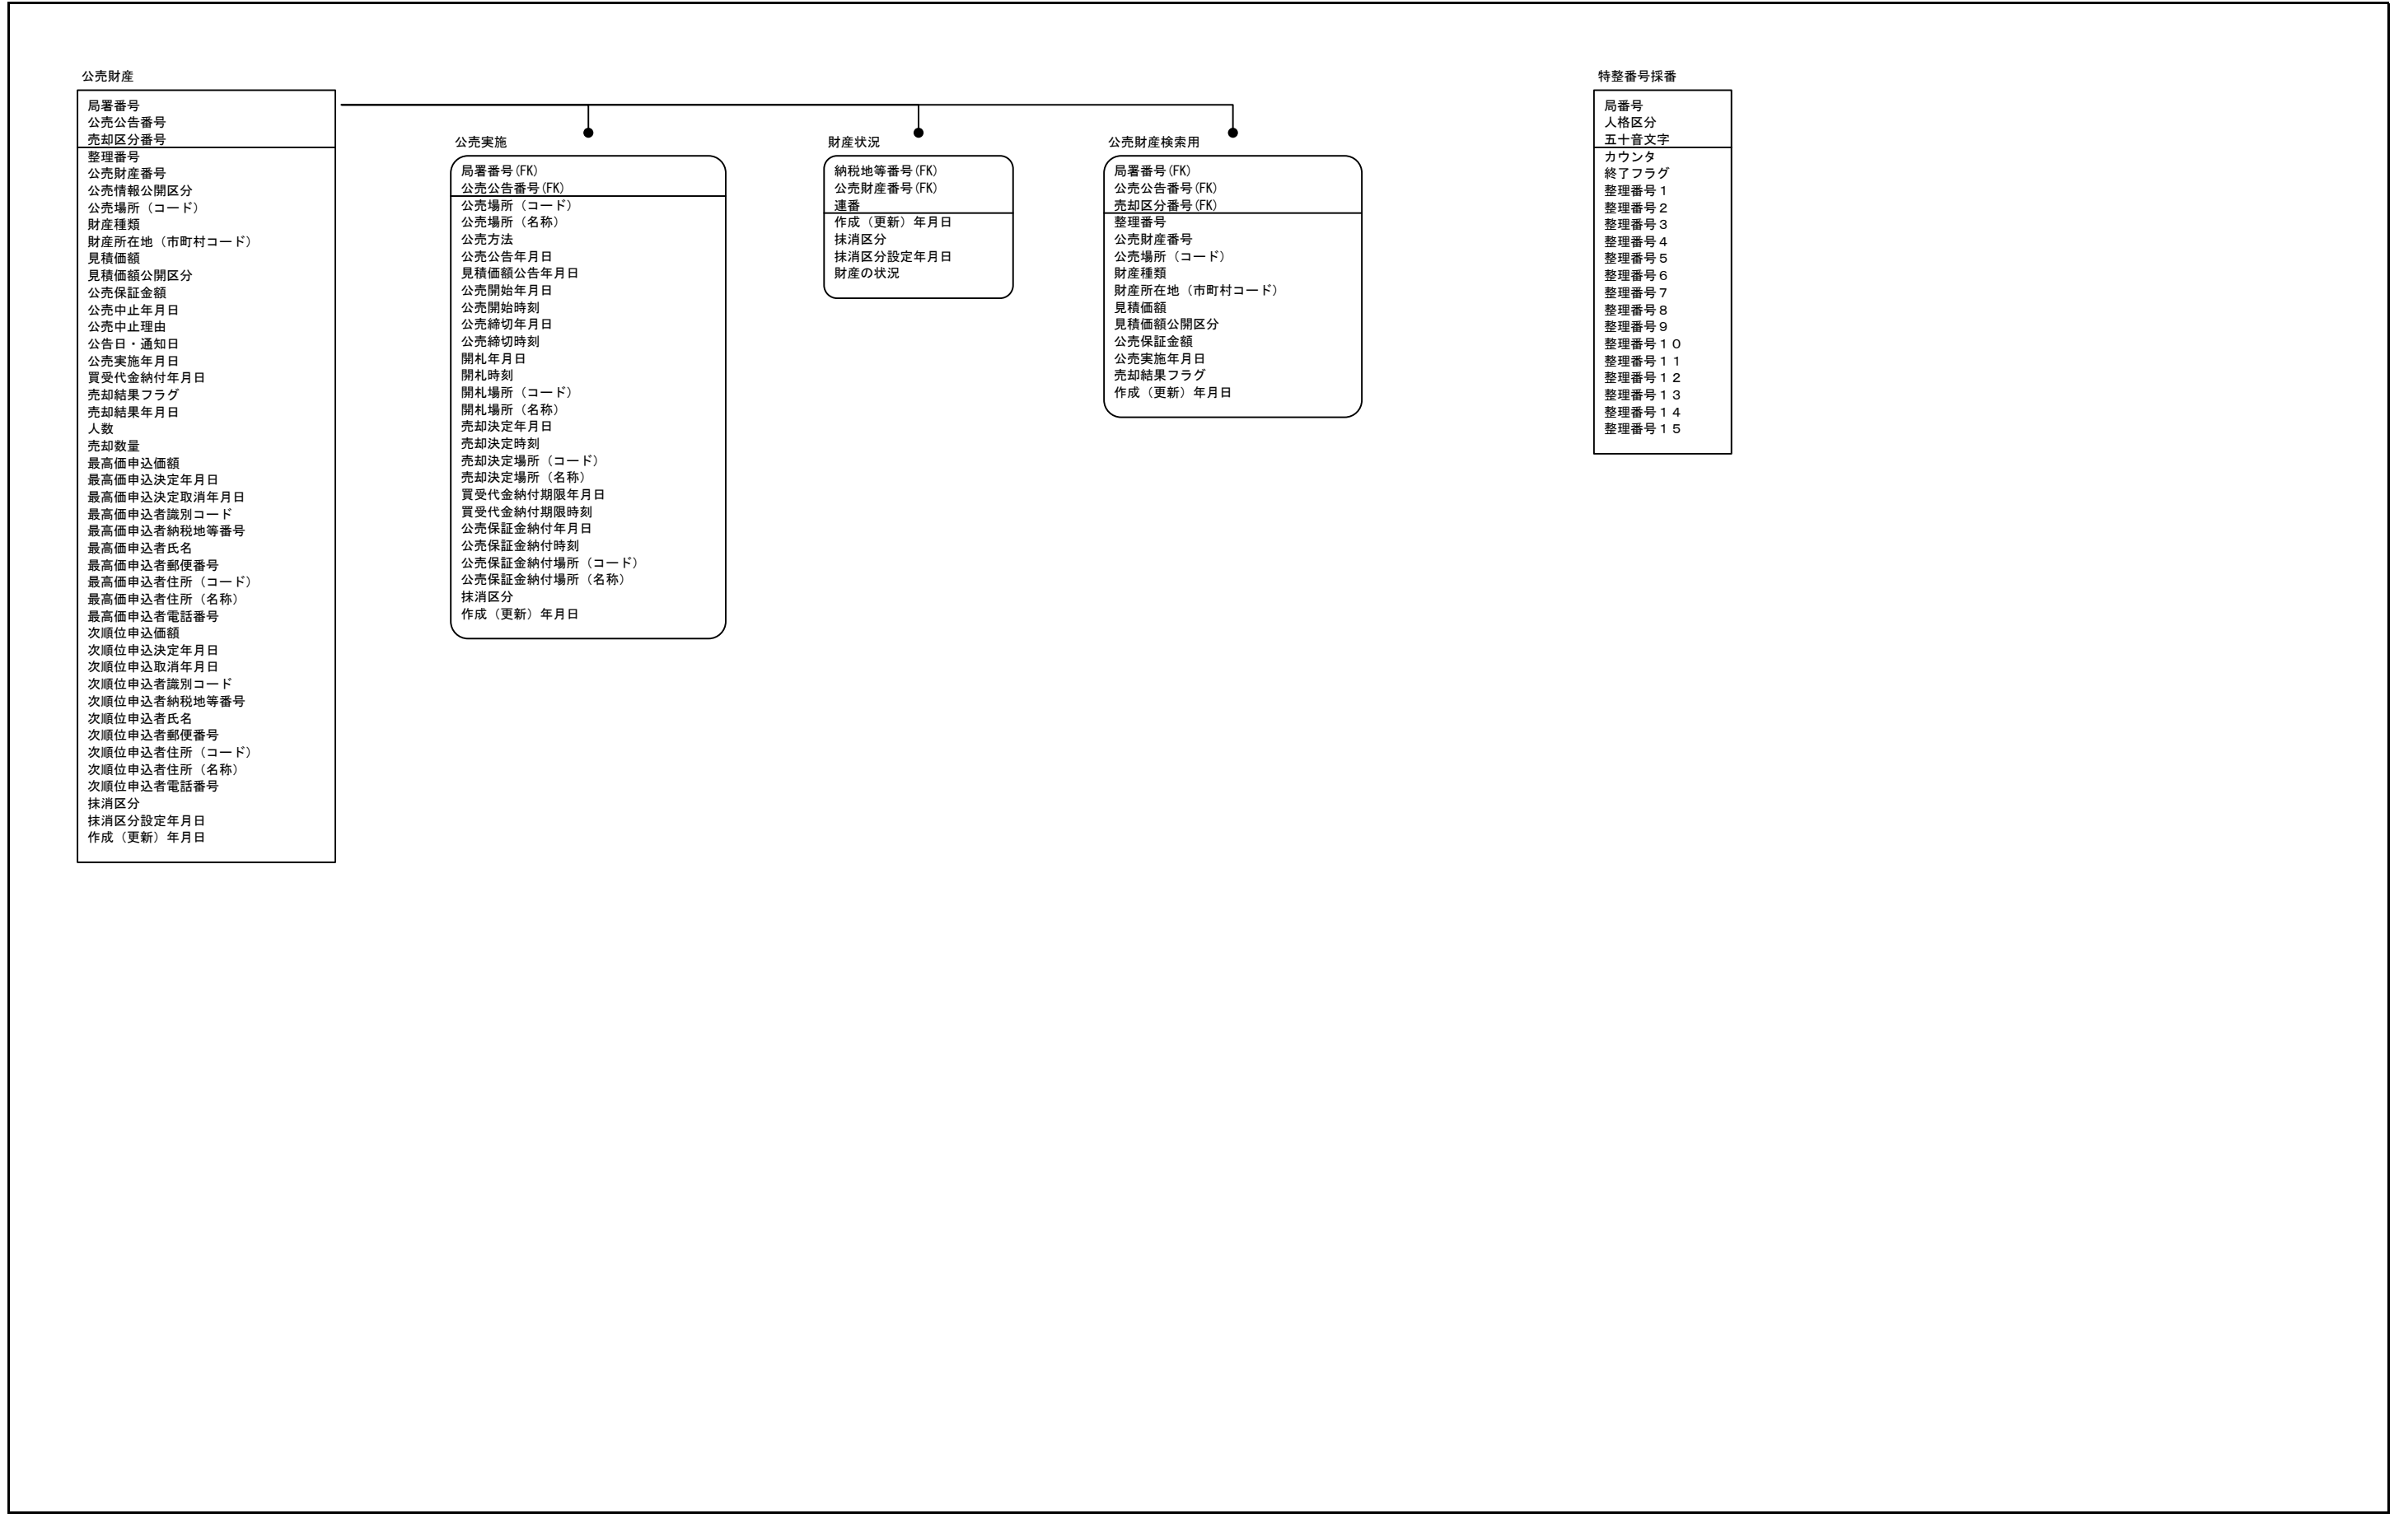 公売財産
局署番号
公売公告番号
売却区分番号
整理番号
公売財産番号
公売情報公開区分
公売場所（コード）
財産種類
財産所在地（市町村コード）
見積価額
見積価額公開区分
公売保証金額
公売中止年月日
公売中止理由
公告日・通知日
公売実施年月日
買受代金納付年月日
売却結果フラグ
売却結果年月日
人数
売却数量
最高価申込価額
最高価申込決定年月日
最高価申込決定取消年月日
最高価申込者識別コード
最高価申込者納税地等番号
最高価申込者氏名
最高価申込者郵便番号
最高価申込者住所（コード）
最高価申込者住所（名称）
最高価申込者電話番号
次順位申込価額
次順位申込決定年月日
次順位申込取消年月日
次順位申込者識別コード
次順位申込者納税地等番号
次順位申込者氏名
次順位申込者郵便番号
次順位申込者住所（コード）
次順位申込者住所（名称）
次順位申込者電話番号
抹消区分
抹消区分設定年月日
作成（更新）年月日
公売実施
局署番号(FK)
公売公告番号(FK)
公売場所（コード）
公売場所（名称）
公売方法
公売公告年月日
見積価額公告年月日
公売開始年月日
公売開始時刻
公売締切年月日
公売締切時刻
開札年月日
開札時刻
開札場所（コード）
開札場所（名称）
売却決定年月日
売却決定時刻
売却決定場所（コード）
売却決定場所（名称）
買受代金納付期限年月日
買受代金納付期限時刻
公売保証金納付年月日
公売保証金納付時刻
公売保証金納付場所（コード）
公売保証金納付場所（名称）
抹消区分
作成（更新）年月日
財産状況
納税地等番号(FK)
公売財産番号(FK)
連番
作成（更新）年月日
抹消区分
抹消区分設定年月日
財産の状況
公売財産検索用
局署番号(FK)
公売公告番号(FK)
売却区分番号(FK)
整理番号
公売財産番号
公売場所（コード）
財産種類
財産所在地（市町村コード）
見積価額
見積価額公開区分
公売保証金額
公売実施年月日
売却結果フラグ
作成（更新）年月日
特整番号採番
局番号
人格区分
五十音文字
カウンタ
終了フラグ
整理番号１
整理番号２
整理番号３
整理番号４
整理番号５
整理番号６
整理番号７
整理番号８
整理番号９
整理番号１０
整理番号１１
整理番号１２
整理番号１３
整理番号１４
整理番号１５